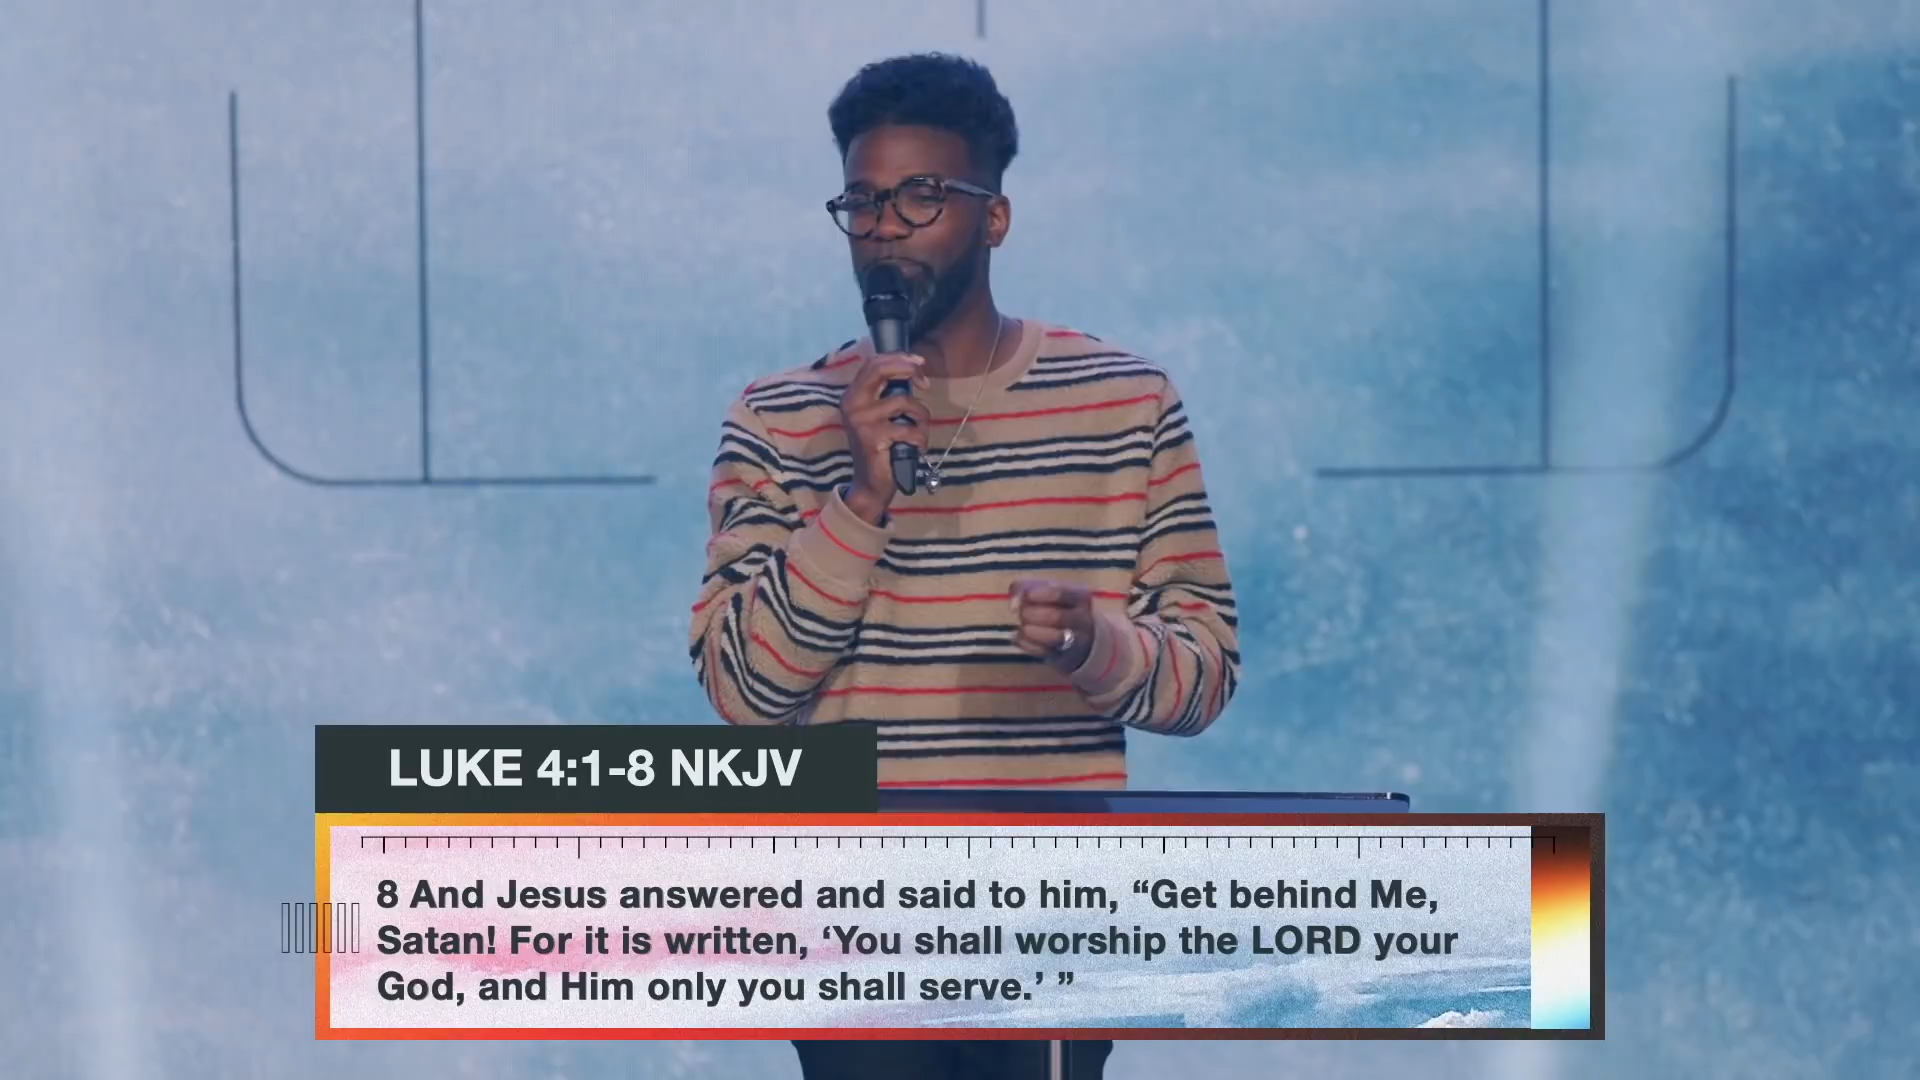 LUKE 4:1-8 NKJV
8 And Jesus answered and said to him, “Get behind Me,
Satan! For it is written, ‘You shall worship the LORD your
God, and Him only you shall serve.’ ”